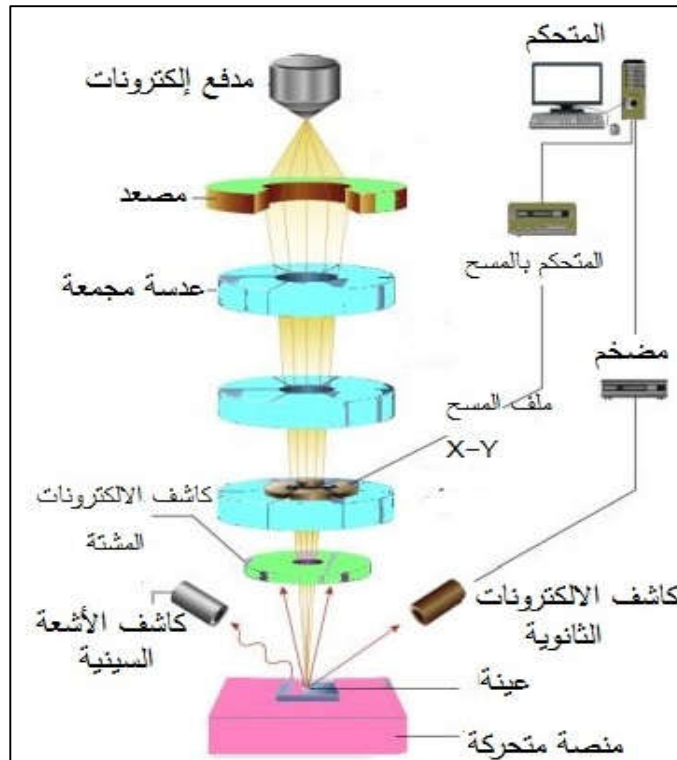 المتحكم
مدفع إلكترونات
مصعد
المتحكم بالمسح
عدسة مجمعة
مضخم
ملف المسح
X-Y
كاشف الالكترونات
المشتة
كاشف الالكترونات
الثانوية
كاشف الأشعة
السينية
عينة
منصة متحركة